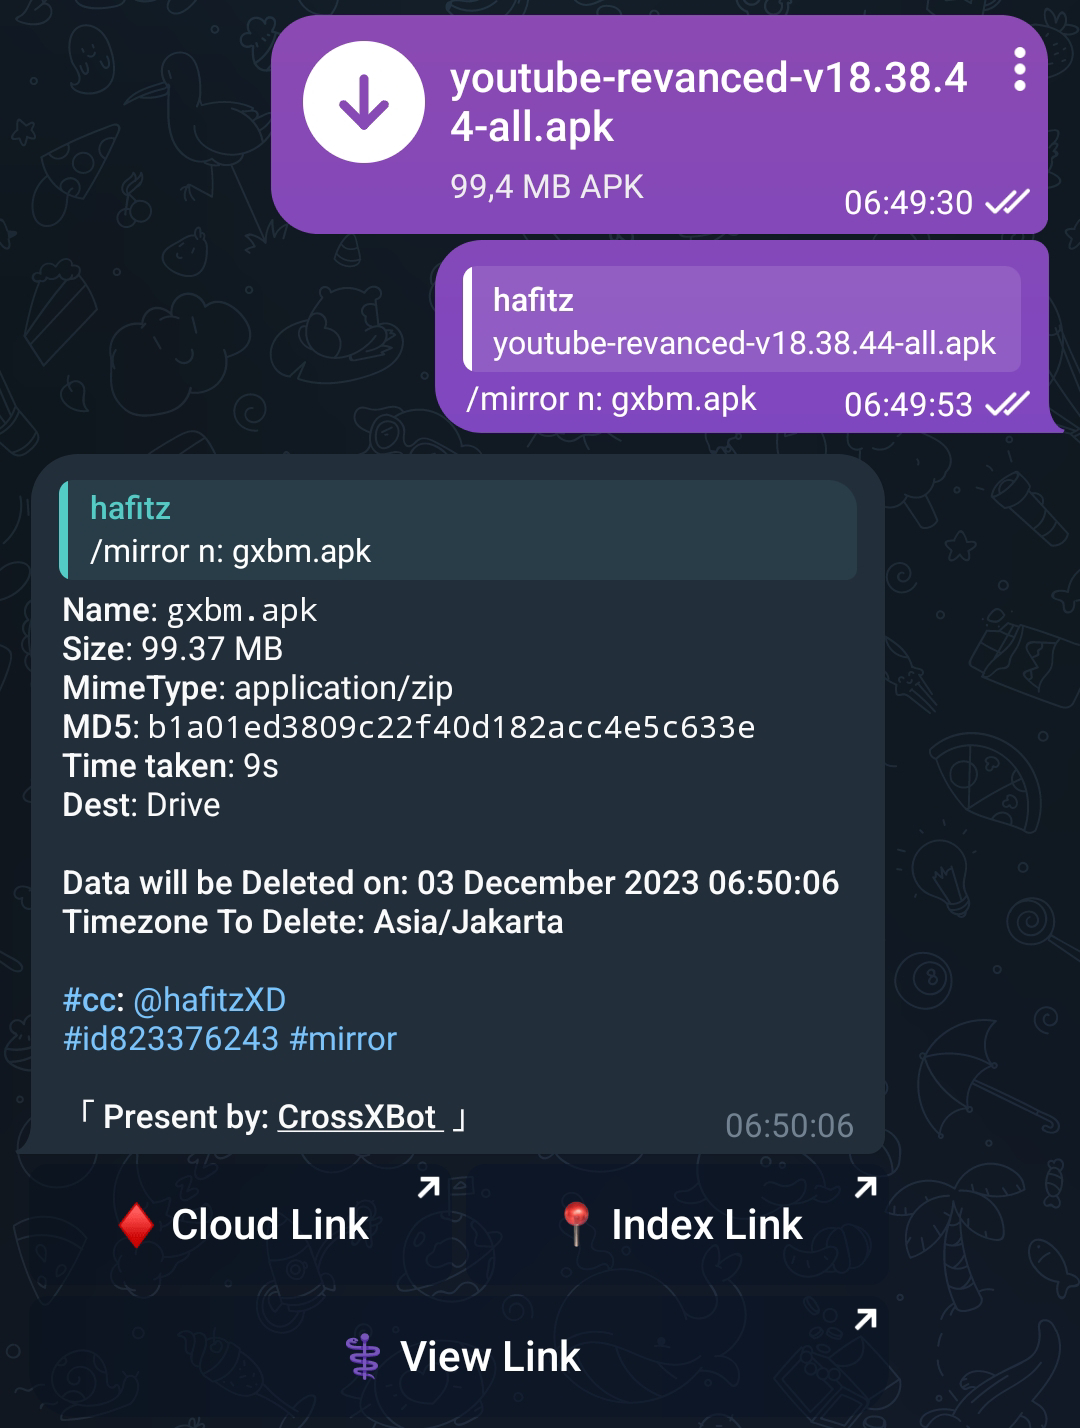 youtube-revanced-v18.38.4
4-all.apk
99,4 MB APK
06:49:30
hafitz
youtube-revanced-v18.38.44-all.apk
/mirror n: gxbm.apk
06:49:53
hafitz
/mirror n: gxbm.apk
Name: gxbm.apk
Size: 99.37 MB
MimeType: application/zip
MD5: b1a01ed3809c22f40d182acc4e5c633e
Time taken: 9s
Dest: Drive
Data will be Deleted on: 03 December 2023 06:50:06
Timezone To Delete: Asia/Jakarta
#cc: @hafitzXD
#id823376243 #mirror
「 Present by: CrossXBot 」
06:50:06
Cloud Link
Index Link
View Link